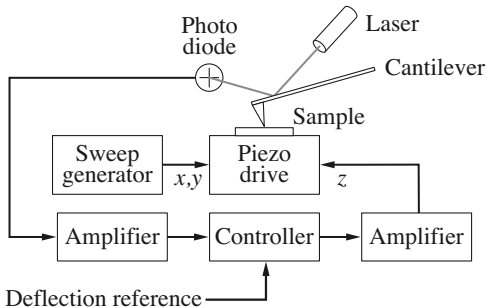 Photo
diode
Laser
Cantilever
Sample
Sweep
generator
x,y
Piezo
drive
z
Amplifier
Controller
Amplifier
Deflection reference